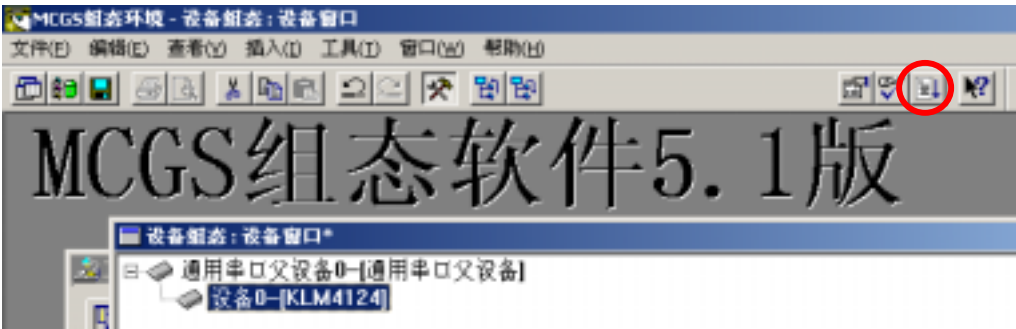 MCGS组态环境 - 设备组态 : 设备窗口
文件(F) 编辑(E) 查看(V) 插入(I) 工具(T) 窗口(W) 帮助(H)
MCGS组态软件5.1版
设备组态 : 设备窗口*
通用串口父设备0-[通用串口父设备]
设备0-[KLM4124]